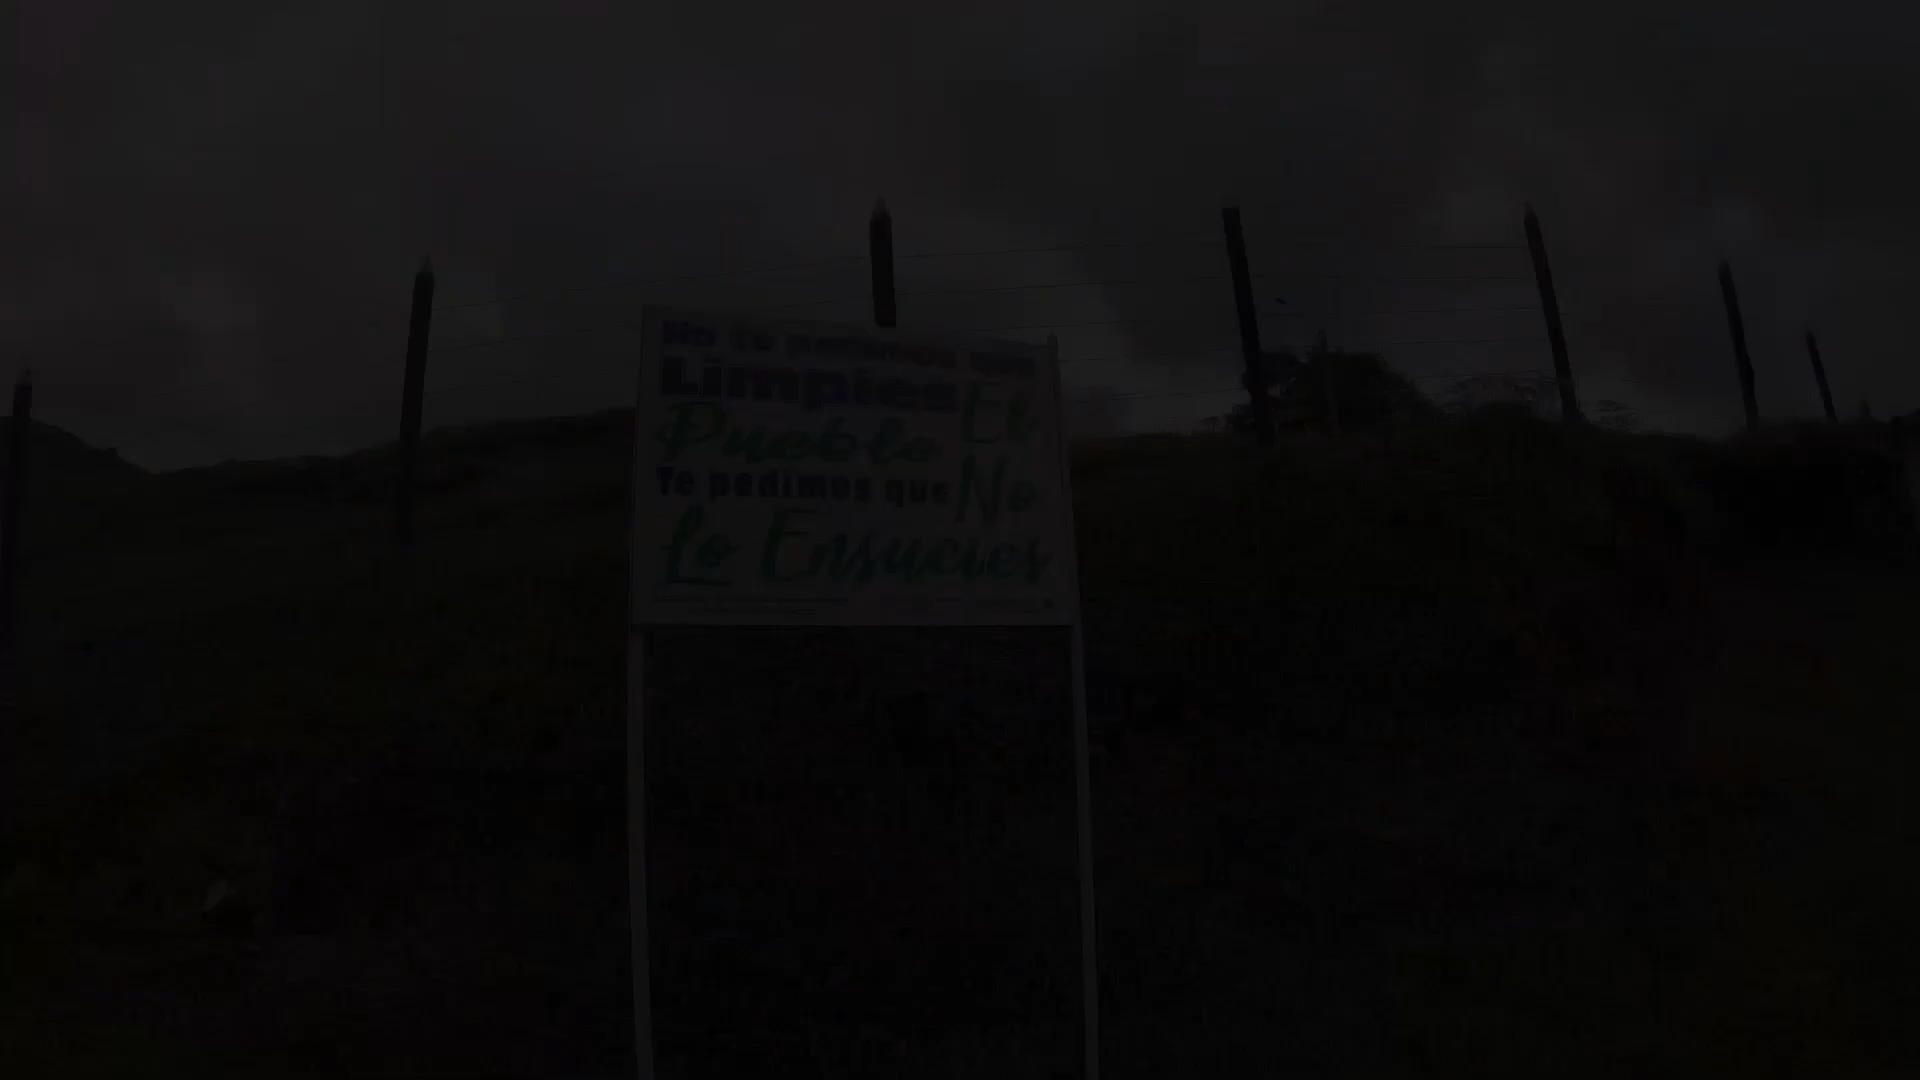 No te pedimos que
Limpies El
Pueblo
Te pedimos que No
Lo Ensucies